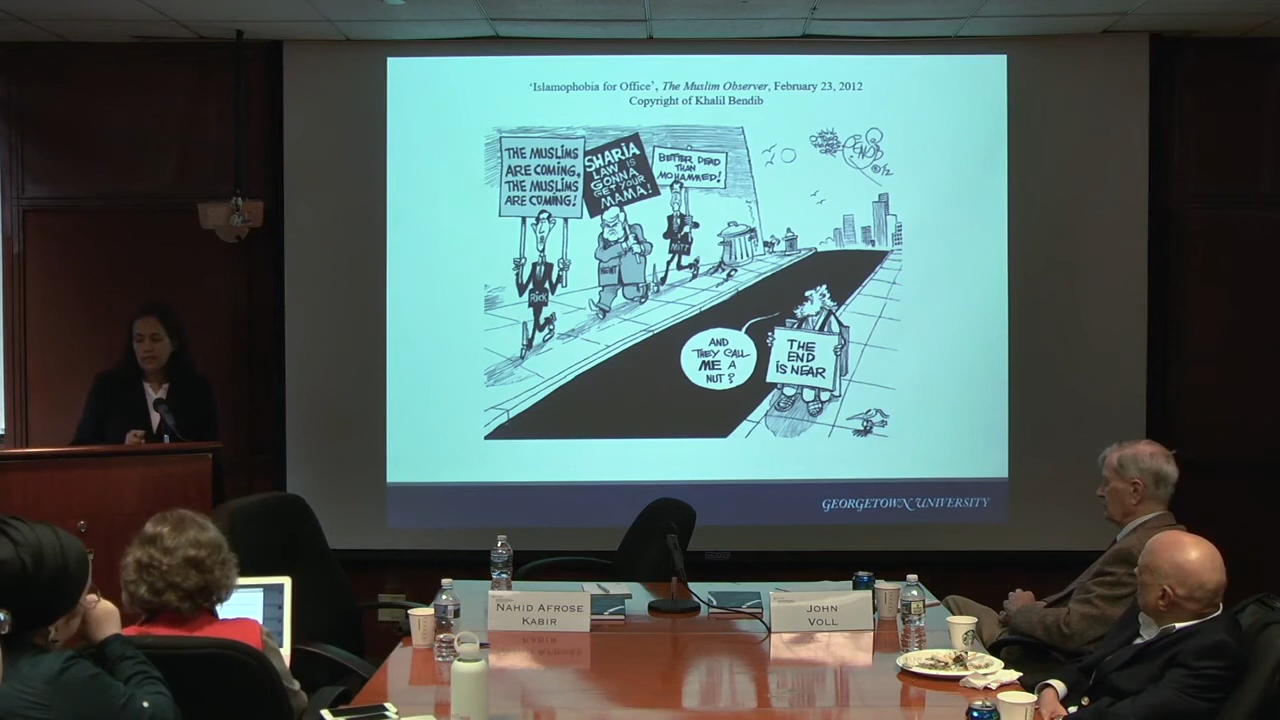 ‘Islamophobia for Office’, The Muslim Observer, February 23, 2012
Copyright of Khalil Bendib
THE MUSLIMS
ARE COMING,
THE MUSLIMS
ARE COMING!
SHARIA
LAW IS
GONNA
GET YOUR
MAMA!
BETTER DEAD
THAN
MOHAMMED!
RICK
NEWT
MITT
AND
THEY CALL
ME A
NUT?
THE
END
IS NEAR
GEORGETOWN UNIVERSITY
NAHID AFROSE
KABIR
JOHN
VOLL